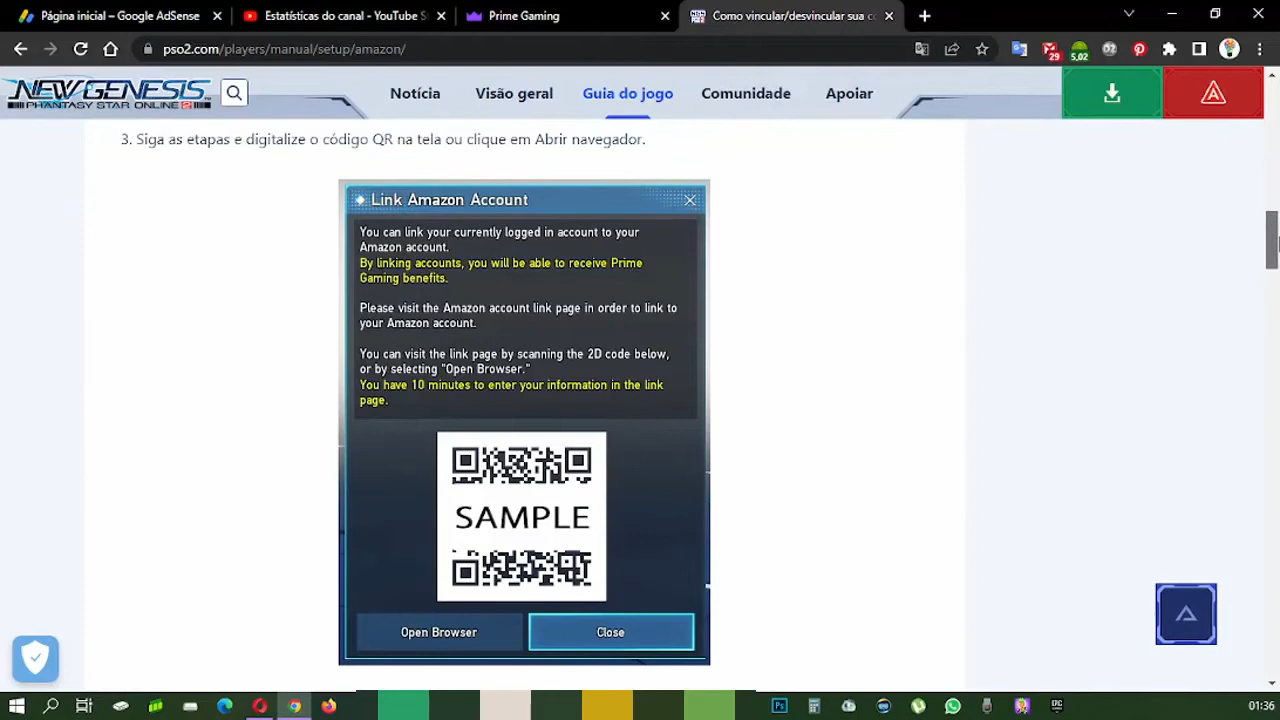 Página inicial – Google AdSense
Estatísticas do canal - YouTube S
Prime Gaming
Como vincular/desvincular sua co
pso2.com/players/manual/setup/amazon/
29
5,02
NEW GENESIS
PHANTASY STAR ONLINE 2
Notícia
Visão geral
Guia do jogo
Comunidade
Apoiar
3. Siga as etapas e digitalize o código QR na tela ou clique em Abrir navegador.
Link Amazon Account
You can link your currently logged in account to your
Amazon account.
By linking accounts, you will be able to receive Prime
Gaming benefits.
Please visit the Amazon account link page in order to link to
your Amazon account.
You can visit the link page by scanning the 2D code below,
or by selecting "Open Browser."
You have 10 minutes to enter your information in the link
page.
SAMPLE
Open Browser
Close
Ps
EPIC
01:36